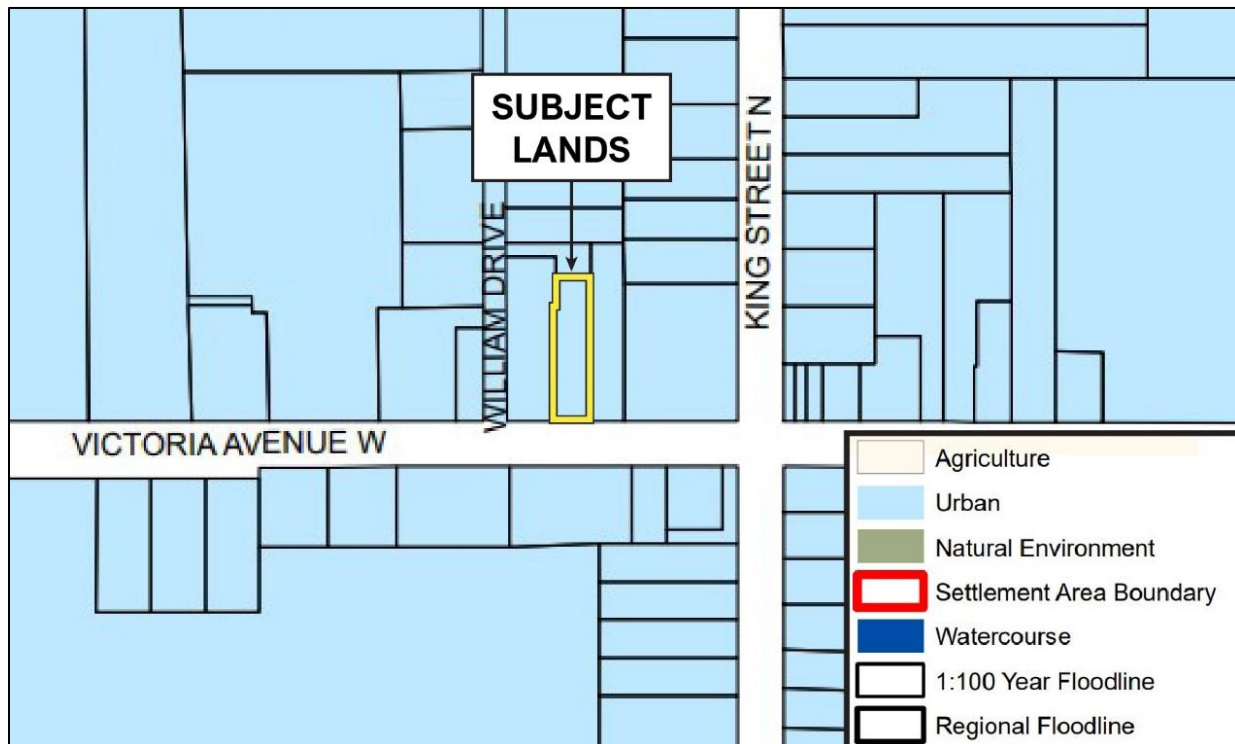 SUBJECT
LANDS
WILLIAM DRIVE
KING STREET N
VICTORIA AVENUE W
Agriculture
Urban
Natural Environment
Settlement Area Boundary
Watercourse
1:100 Year Floodline
Regional Floodline